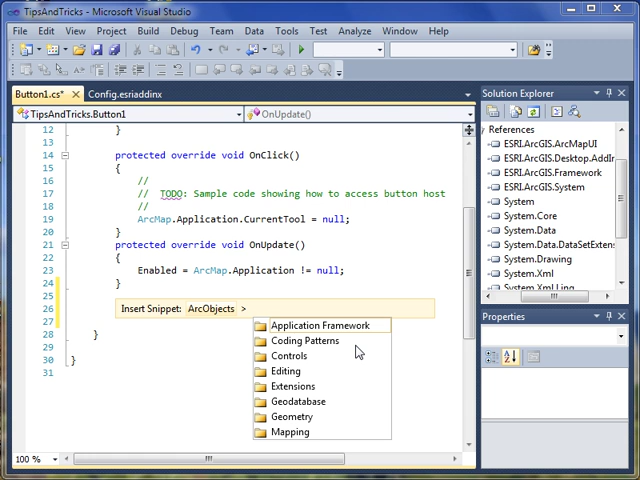 TipsAndTricks - Microsoft Visual Studio
File Edit View Project Build Debug Team Data Tools Test Analyze Window Help
Button1.cs* Config.esriaddinx
TipsAndTricks.Button1 OnUpdate()
12 }
13
14 protected override void OnClick()
15 {
16 //
17 // TODO: Sample code showing how to access button host
18 //
19 ArcMap.Application.CurrentTool = null;
20 }
21 protected override void OnUpdate()
22 {
23 Enabled = ArcMap.Application != null;
24 }
25
26 Insert Snippet: ArcObjects >
27
28 }
29
30 }
31
Application Framework
Coding Patterns
Controls
Editing
Extensions
Geodatabase
Geometry
Mapping
100 %
Solution Explorer
References
ESRI.ArcGIS.ArcMapUI
ESRI.ArcGIS.Desktop.AddIn
ESRI.ArcGIS.Framework
ESRI.ArcGIS.System
System
System.Core
System.Data
System.Data.DataSetExtens
System.Drawing
System.Xml
Properties